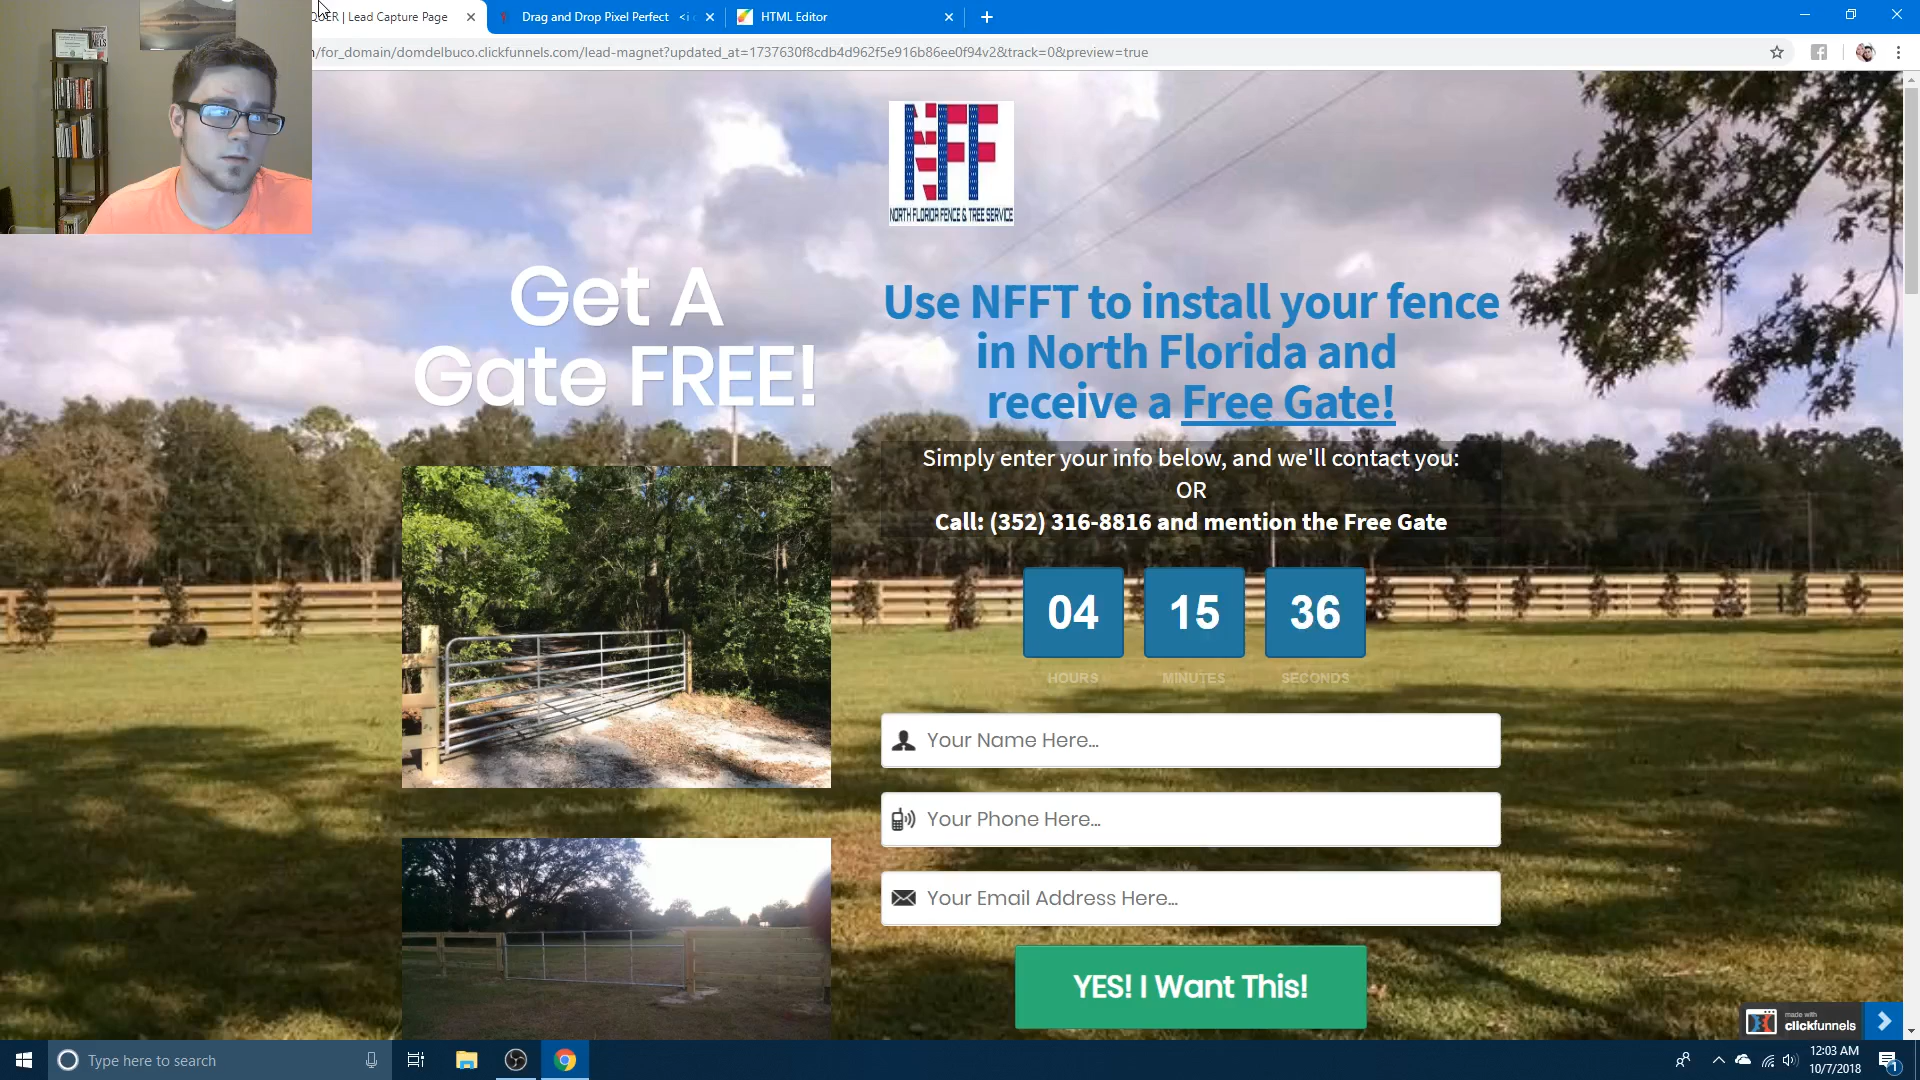 QUER | Lead Capture Page
Drag and Drop Pixel Perfect <i c
HTML Editor
/for_domain/domdelbuco.clickfunnels.com/lead-magnet?updated_at=1737630f8cdb4d962f5e916b86ee0f94v2&track=0&preview=true
NFF
NORTH FLORIDA FENCE & TREE SERVICE
Get A
Gate FREE!
Use NFFT to install your fence
in North Florida and
receive a Free Gate!
Simply enter your info below, and we'll contact you:
OR
Call: (352) 316-8816 and mention the Free Gate
04 15 36
HOURS MINUTES SECONDS
Your Name Here...
Your Phone Here...
Your Email Address Here...
YES! I Want This!
made with
clickfunnels
Type here to search
12:03 AM
10/7/2018
1